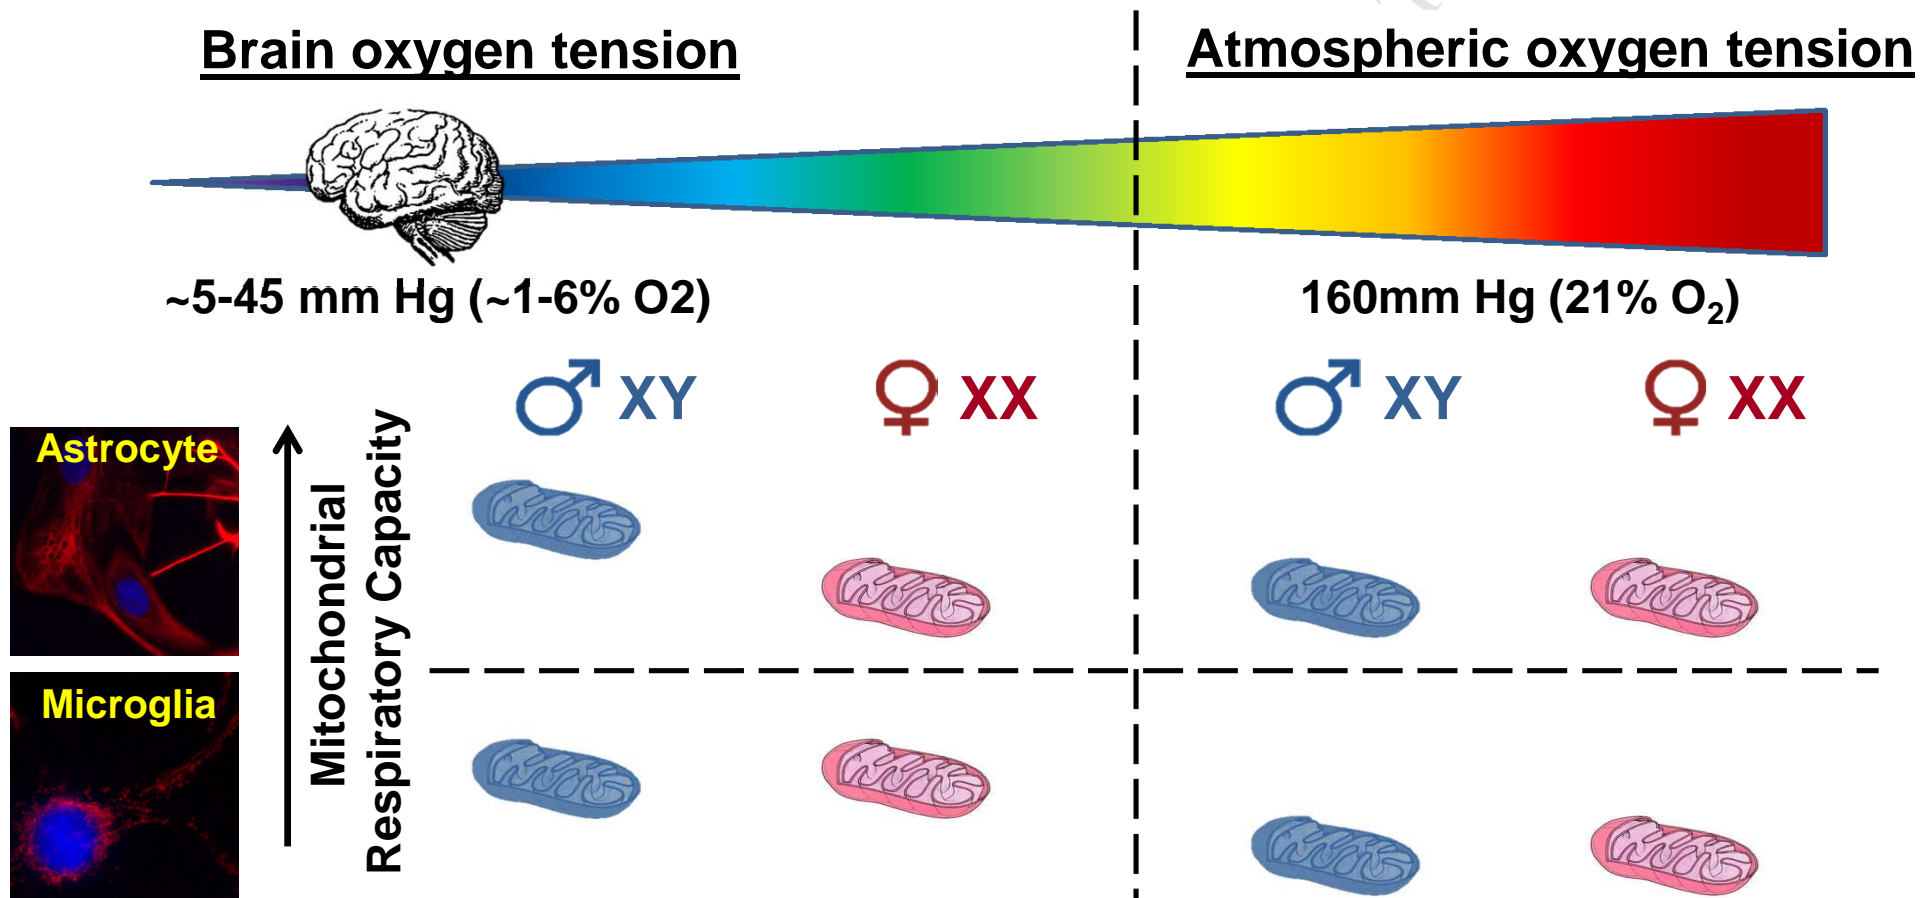 Brain oxygen tension
Atmospheric oxygen tension
~5-45 mm Hg (~1-6% O2)
160mm Hg (21% O₂)
♂ XY
♀ XX
♂ XY
♀ XX
Astrocyte
Microglia
Mitochondrial
Respiratory Capacity